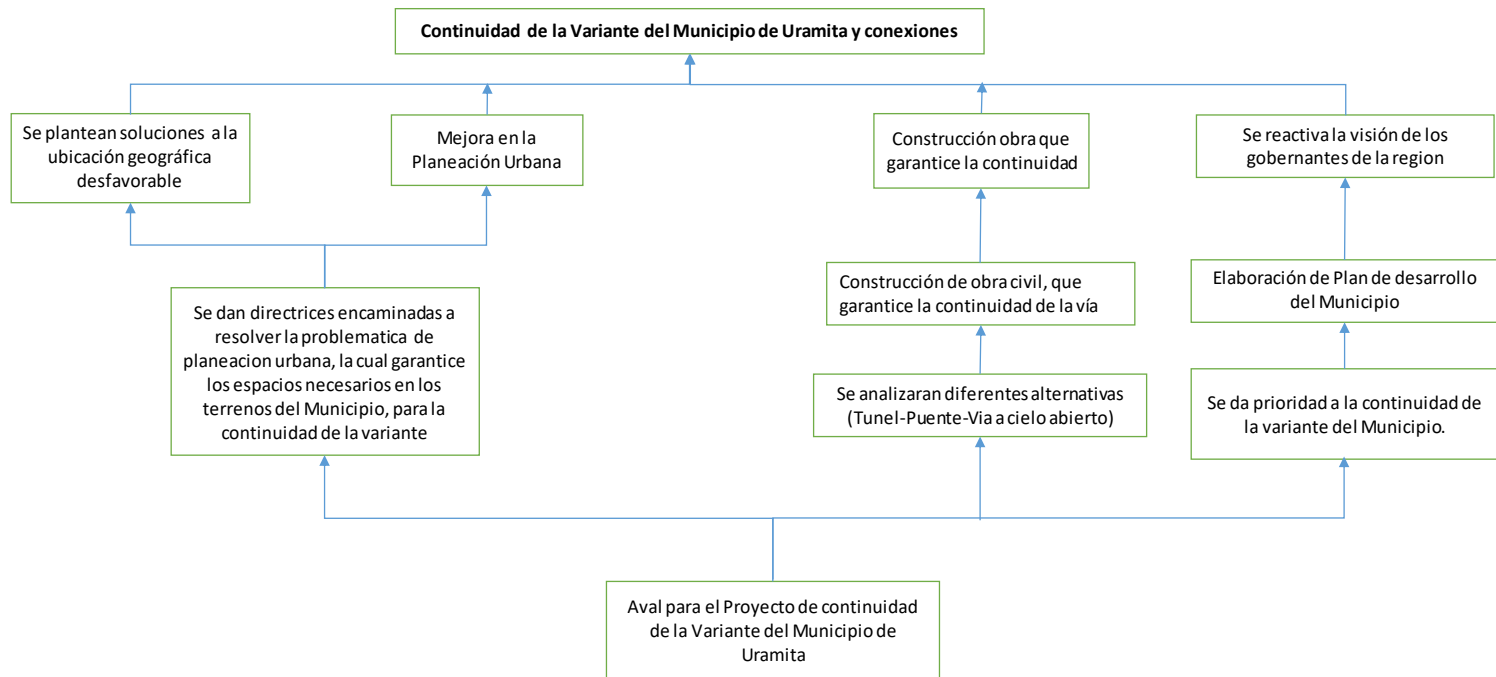 Continuidad de la Variante del Municipio de Uramita y conexiones
Se plantean soluciones a la
ubicación geográfica
desfavorable
Mejora en la
Planeación Urbana
Construcción obra que
garantice la continuidad
Se reactiva la visión de los
gobernantes de la region
Se dan directrices encaminadas a
resolver la problematica de
planeacion urbana, la cual garantice
los espacios necesarios en los
terrenos del Municipio, para la
continuidad de la variante
Construcción de obra civil, que
garantice la continuidad de la vía
Elaboración de Plan de desarrollo
del Municipio
Se analizaran diferentes alternativas
(Tunel-Puente-Via a cielo abierto)
Se da prioridad a la continuidad de
la variante del Municipio.
Aval para el Proyecto de continuidad
de la Variante del Municipio de
Uramita